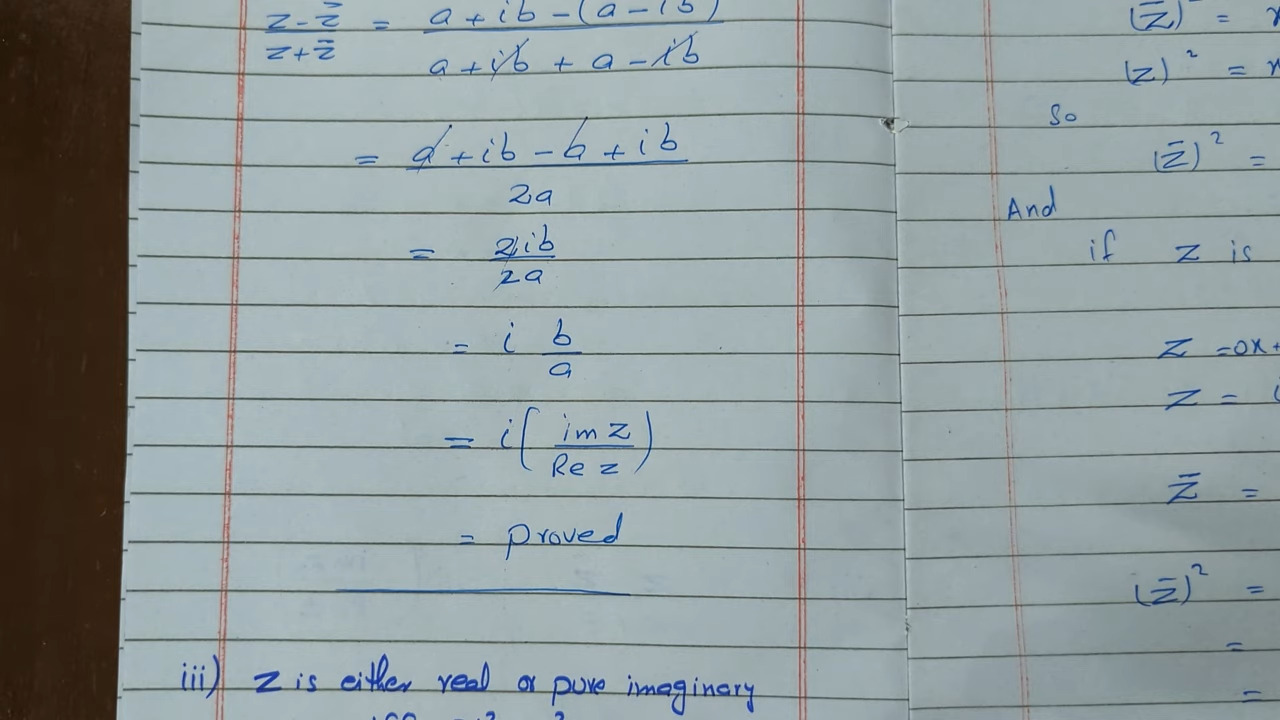 z - z̄ / z + z̄ = a + ib - (a - ib) / a + ib + a - ib
= a + ib - a + ib / 2a
= 2ib / 2a
= i b / a
= i ( im z / Re z )
= proved
iii) z is either real or pure imaginary
(z̄)² =
(z)² =
So
(z̄)² =
And
if z is
z = 0x+
z =
z̄ =
(z̄)² =
=
=